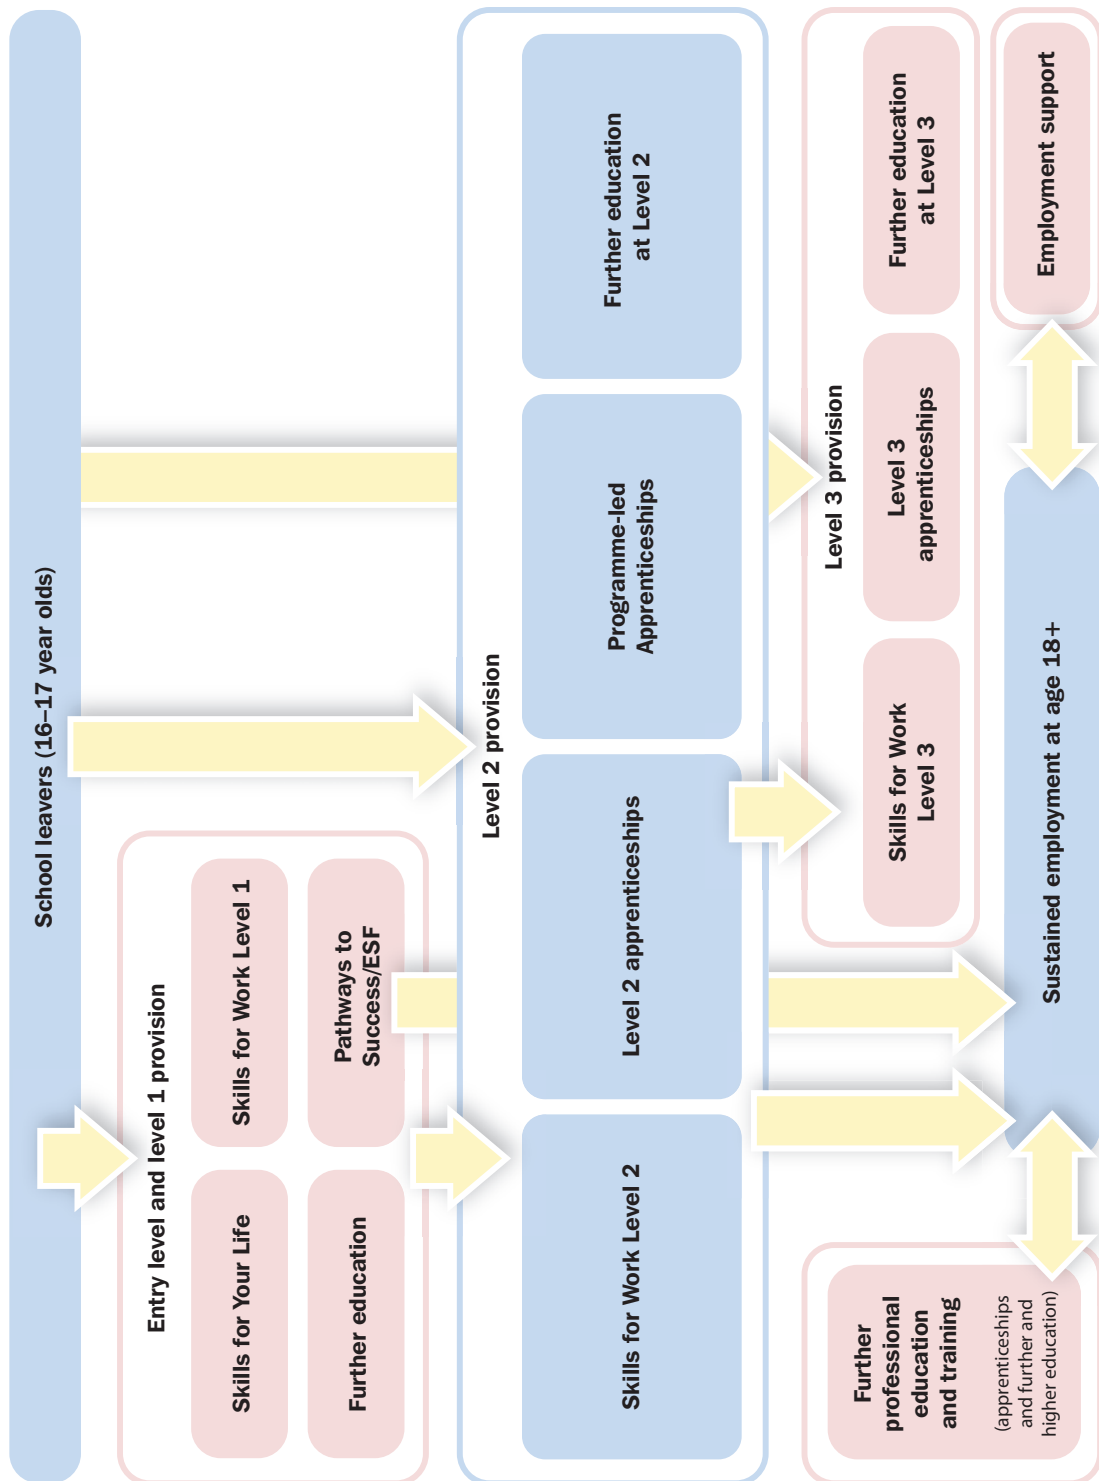 School leavers (16–17 year olds)
Entry level and level 1 provision
Skills for Your Life
Skills for Work Level 1
Further education
Pathways to
Success/ESF
Level 2 provision
Skills for Work Level 2
Level 2 apprenticeships
Programme-led
Apprenticeships
Further education
at Level 2
Level 3 provision
Skills for Work
Level 3
Level 3
apprenticeships
Further education
at Level 3
Further
professional
education
and training
(apprenticeships
and further and
higher education)
Sustained employment at age 18+
Employment support